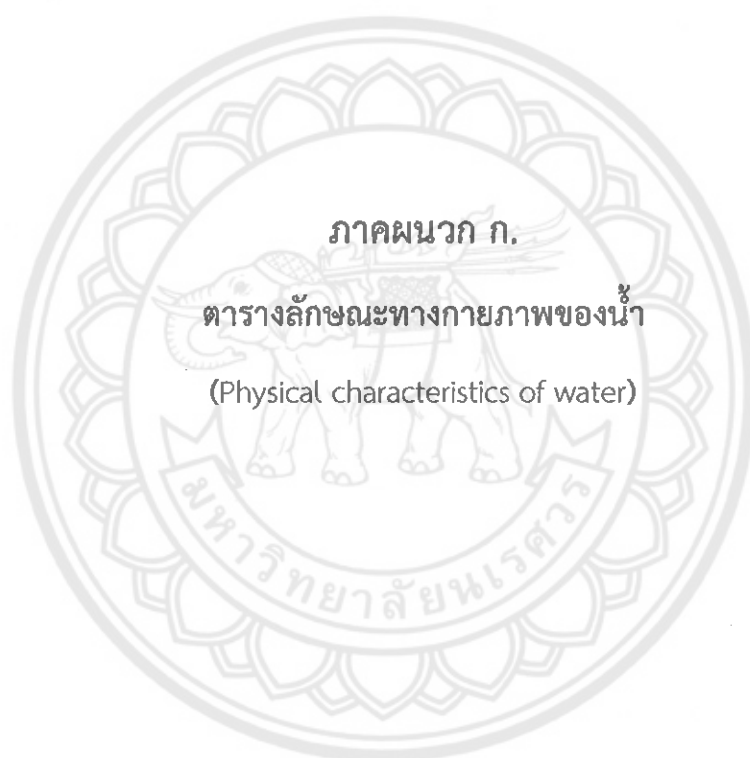 ภาคผนวก ก.
ตารางลักษณะทางกายภาพของน้ำ
(Physical characteristics of water)
มหาวิทยาลัยนเรศวร